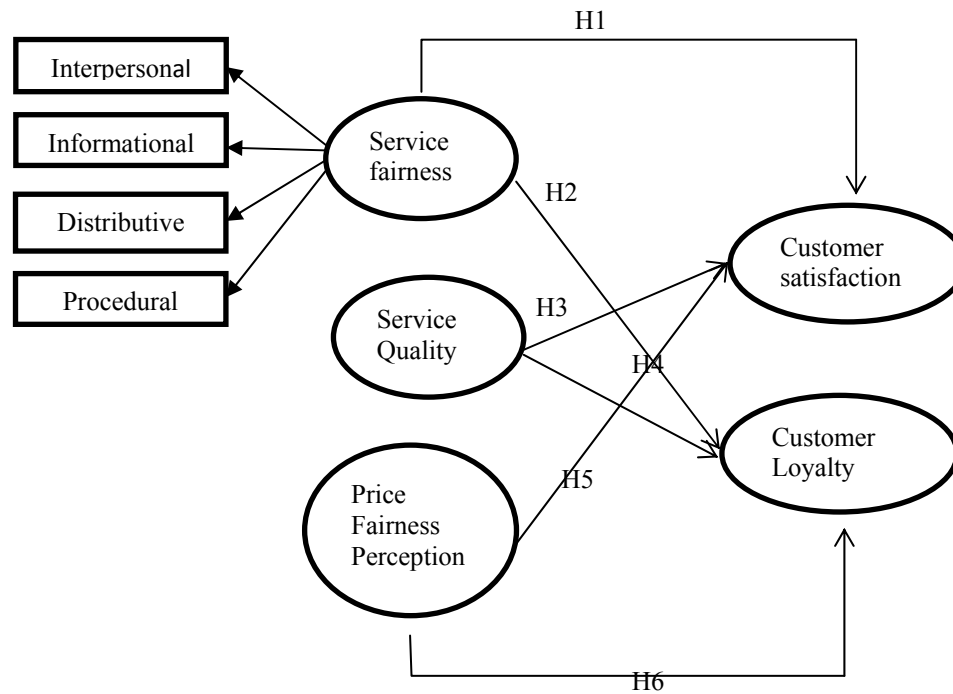 H1
Interpersonal
Informational
Distributive
Procedural
Service
fairness
H2
Customer
satisfaction
Service
Quality
H3
H4
Customer
Loyalty
H5
Price
Fairness
Perception
H6